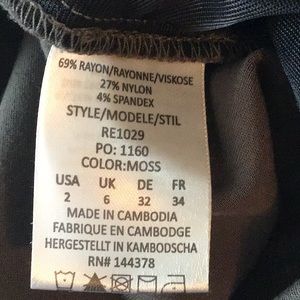 69% RAYON/RAYONNE/VISKOSE
27% NYLON
4% SPANDEX
STYLE/MODELE/STIL
RE1029
PO: 1160
COLOR:MOSS
USA UK DE FR
2 6 32 34
MADE IN CAMBODIA
FABRIQUE EN CAMBODGE
HERGESTELLT IN KAMBODSCHA
RN# 144378